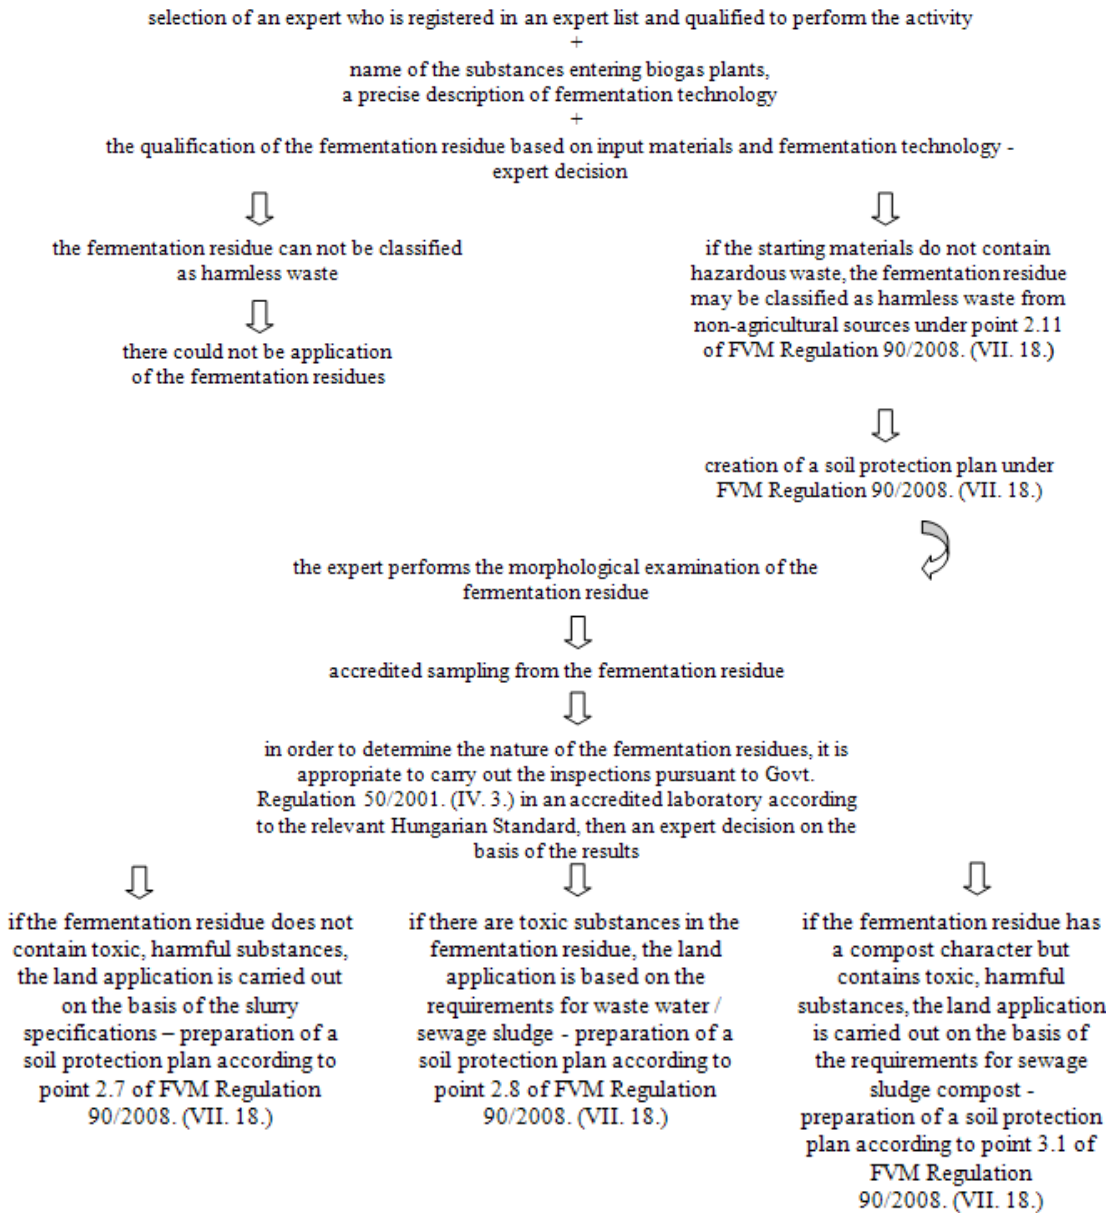 selection of an expert who is registered in an expert list and qualified to perform the activity
+
name of the substances entering biogas plants,
a precise description of fermentation technology
+
the qualification of the fermentation residue based on input materials and fermentation technology -
expert decision
the fermentation residue can not be classified
as harmless waste
there could not be application
of the fermentation residues
if the starting materials do not contain
hazardous waste, the fermentation residue
may be classified as harmless waste from
non-agricultural sources under point 2.11
of FVM Regulation 90/2008. (VII. 18.)
creation of a soil protection plan under
FVM Regulation 90/2008. (VII. 18.)
the expert performs the morphological examination of the
fermentation residue
accredited sampling from the fermentation residue
in order to determine the nature of the fermentation residues, it is
appropriate to carry out the inspections pursuant to Govt.
Regulation 50/2001. (IV. 3.) in an accredited laboratory according
to the relevant Hungarian Standard, then an expert decision on the
basis of the results
if the fermentation residue does not
contain toxic, harmful substances,
the land application is carried out
on the basis of the slurry
specifications – preparation of a
soil protection plan according to
point 2.7 of FVM Regulation
90/2008. (VII. 18.)
if there are toxic substances in the
fermentation residue, the land
application is based on the
requirements for waste water /
sewage sludge - preparation of a
soil protection plan according to
point 2.8 of FVM Regulation
90/2008. (VII. 18.)
if the fermentation residue has
a compost character but
contains toxic, harmful
substances, the land application
is carried out on the basis of
the requirements for sewage
sludge compost -
preparation of a soil protection
plan according to point 3.1 of
FVM Regulation
90/2008. (VII. 18.)